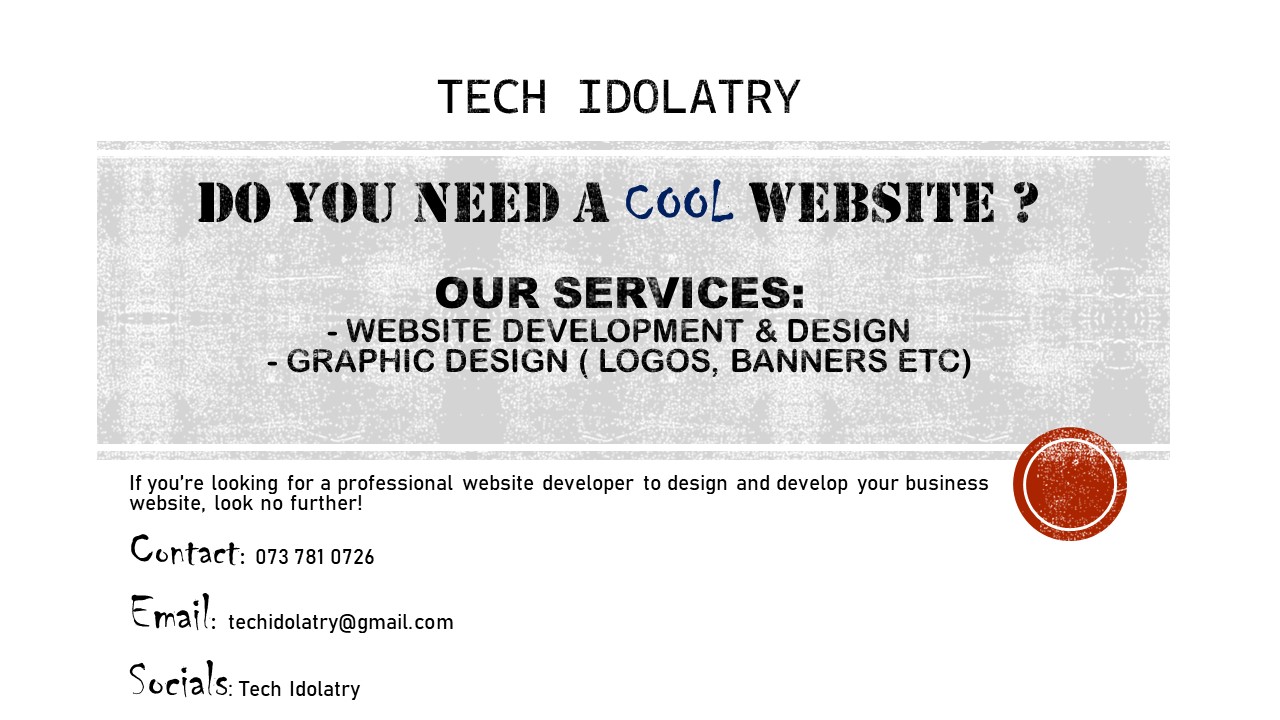 TECH IDOLATRY
DO YOU NEED A COOL WEBSITE ?
OUR SERVICES:
- WEBSITE DEVELOPMENT & DESIGN
- GRAPHIC DESIGN ( LOGOS, BANNERS ETC)
If you're looking for a professional website developer to design and develop your business
website, look no further!
Contact: 073 781 0726
Email: techidolatry@gmail.com
Socials: Tech Idolatry